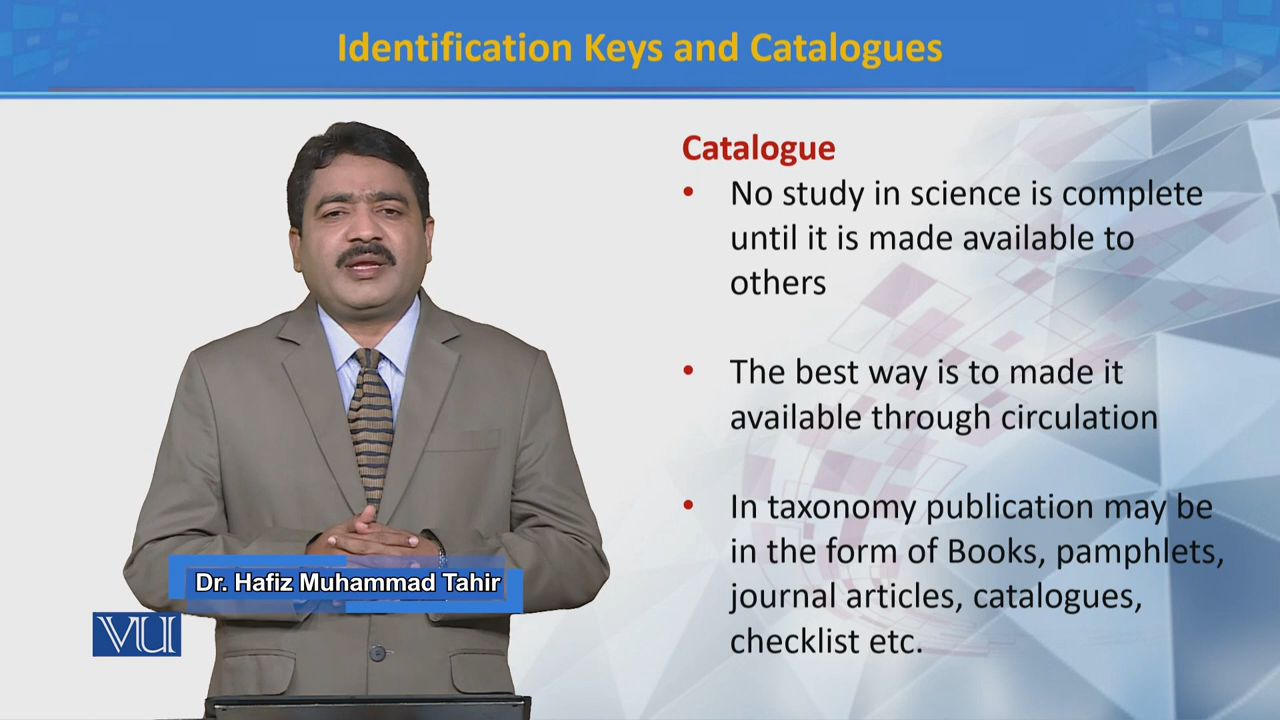 Identification Keys and Catalogues
Catalogue
• No study in science is complete
until it is made available to
others
• The best way is to made it
available through circulation
• In taxonomy publication may be
in the form of Books, pamphlets,
journal articles, catalogues,
checklist etc.
Dr. Hafiz Muhammad Tahir
VU